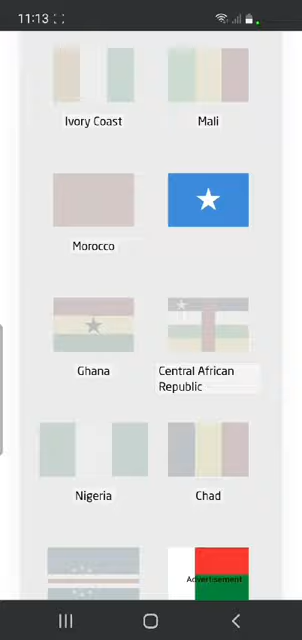 11:13
Ivory Coast
Mali
Morocco
Ghana
Central African
Republic
Nigeria
Chad
Advertisement